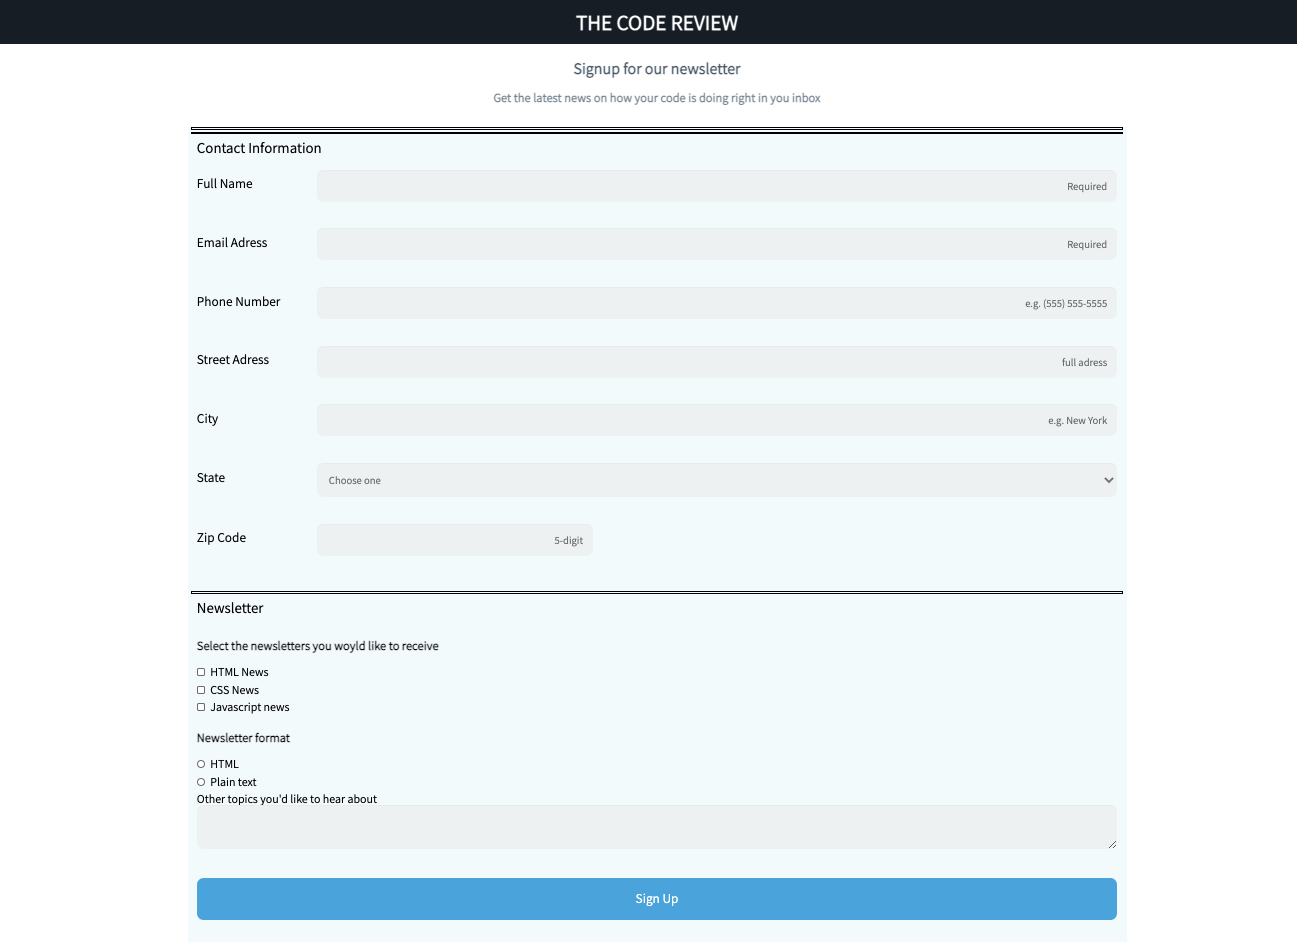 THE CODE REVIEW
Signup for our newsletter
Get the latest news on how your code is doing right in you inbox
Contact Information
Full Name
Required
Email Adress
Required
Phone Number
e.g. (555) 555-5555
Street Adress
full adress
City
e.g. New York
State
Choose one
Zip Code
5-digit
Newsletter
Select the newsletters you woyld like to receive
HTML News
CSS News
Javascript news
Newsletter format
HTML
Plain text
Other topics you'd like to hear about
Sign Up